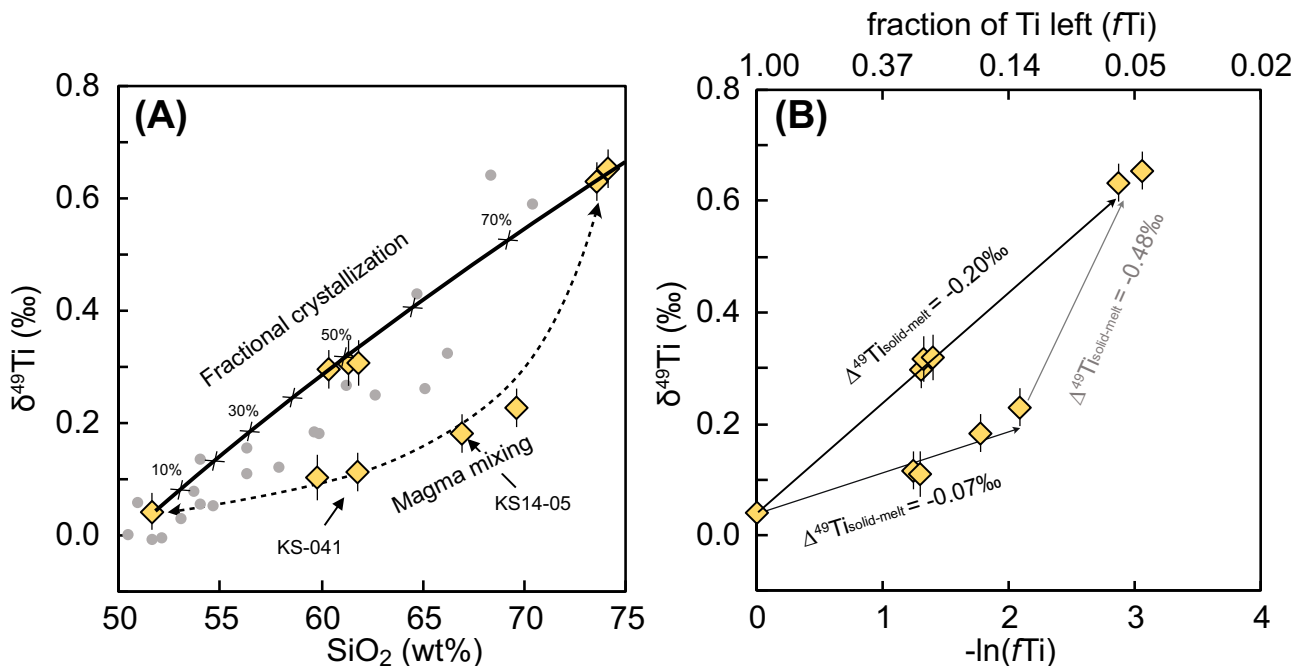 (A)
0.8
0.6
0.4
0.2
0.0
δ⁴⁹Ti (‰)
50
55
60
65
70
75
SiO₂ (wt%)
Fractional crystallization
10%
30%
50%
70%
Magma mixing
KS-041
KS14-05
fraction of Ti left (fTi)
1.00
0.37
0.14
0.05
0.02
(B)
0.8
0.6
0.4
0.2
0.0
δ⁴⁹Ti (‰)
Δ⁴⁹Tisolid-melt = -0.20‰
Δ⁴⁹Tisolid-melt = -0.48‰
Δ⁴⁹Tisolid-melt = -0.07‰
0
1
2
3
4
-ln(fTi)